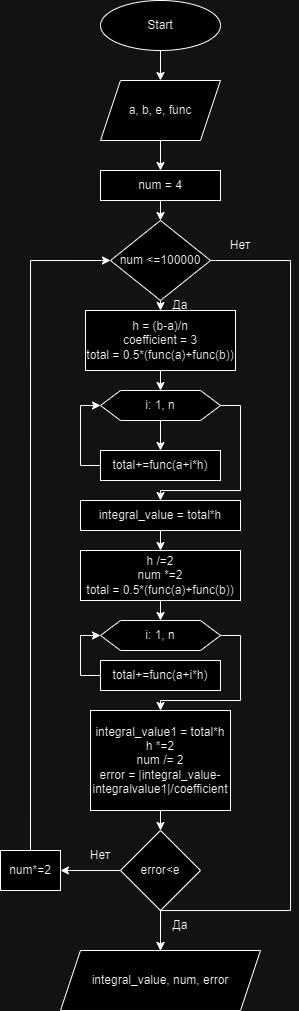 Start
a, b, e, func
num = 4
num <=100000
Нет
Да
h = (b-a)/n
coefficient = 3
total = 0.5*(func(a)+func(b))
i: 1, n
total+=func(a+i*h)
integral_value = total*h
h /=2
num *=2
total = 0.5*(func(a)+func(b))
i: 1, n
total+=func(a+i*h)
integral_value1 = total*h
h *=2
num /= 2
error = |integral_value-
integralvalue1|/coefficient
Нет
error<e
num*=2
Да
integral_value, num, error